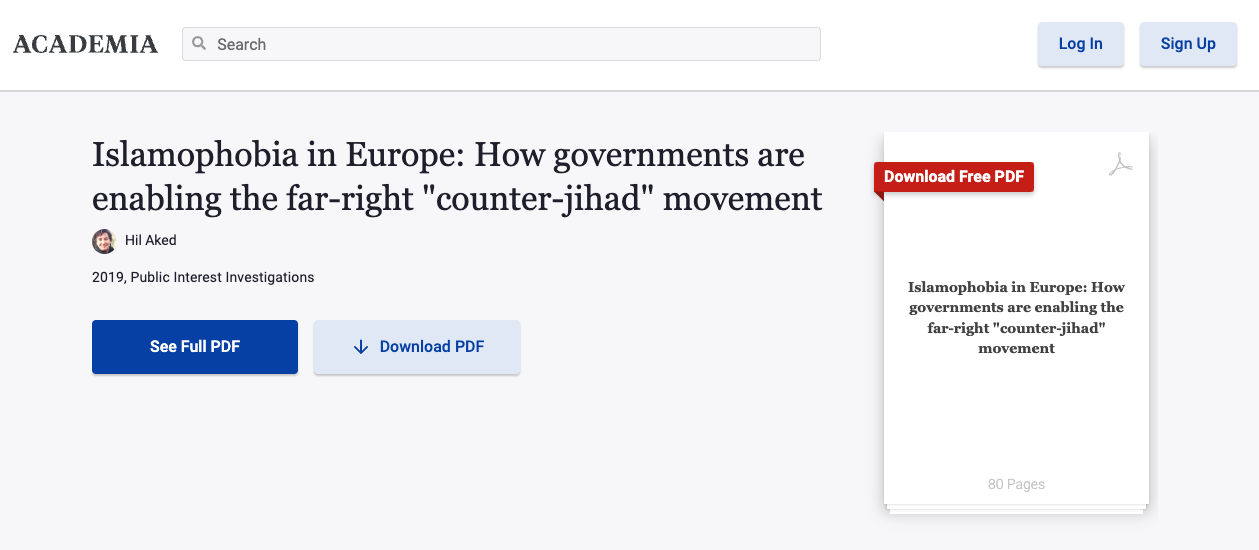 ACADEMIA
Search
Log In
Sign Up
Islamophobia in Europe: How governments are
enabling the far-right "counter-jihad" movement
Hil Aked
2019, Public Interest Investigations
See Full PDF
Download PDF
Download Free PDF
Islamophobia in Europe: How
governments are enabling the
far-right "counter-jihad"
movement
80 Pages